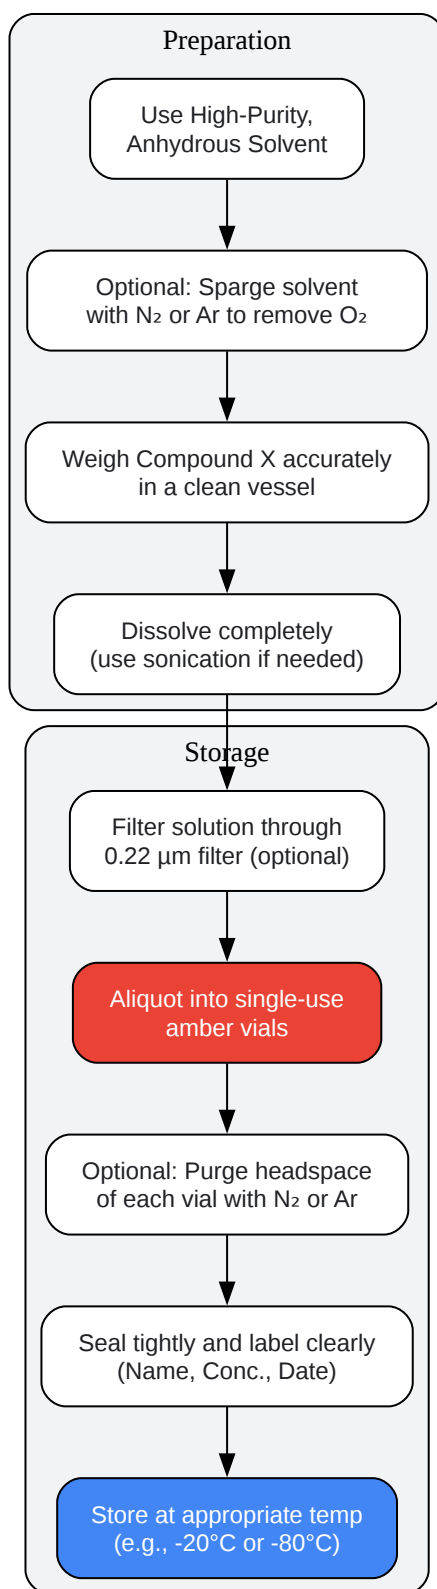 Preparation
Use High-Purity,
Anhydrous Solvent
Optional: Sparge solvent
with N₂ or Ar to remove O₂
Weigh Compound X accurately
in a clean vessel
Dissolve completely
(use sonication if needed)
Storage
Filter solution through
0.22 µm filter (optional)
Aliquot into single-use
amber vials
Optional: Purge headspace
of each vial with N₂ or Ar
Seal tightly and label clearly
(Name, Conc., Date)
Store at appropriate temp
(e.g., -20°C or -80°C)